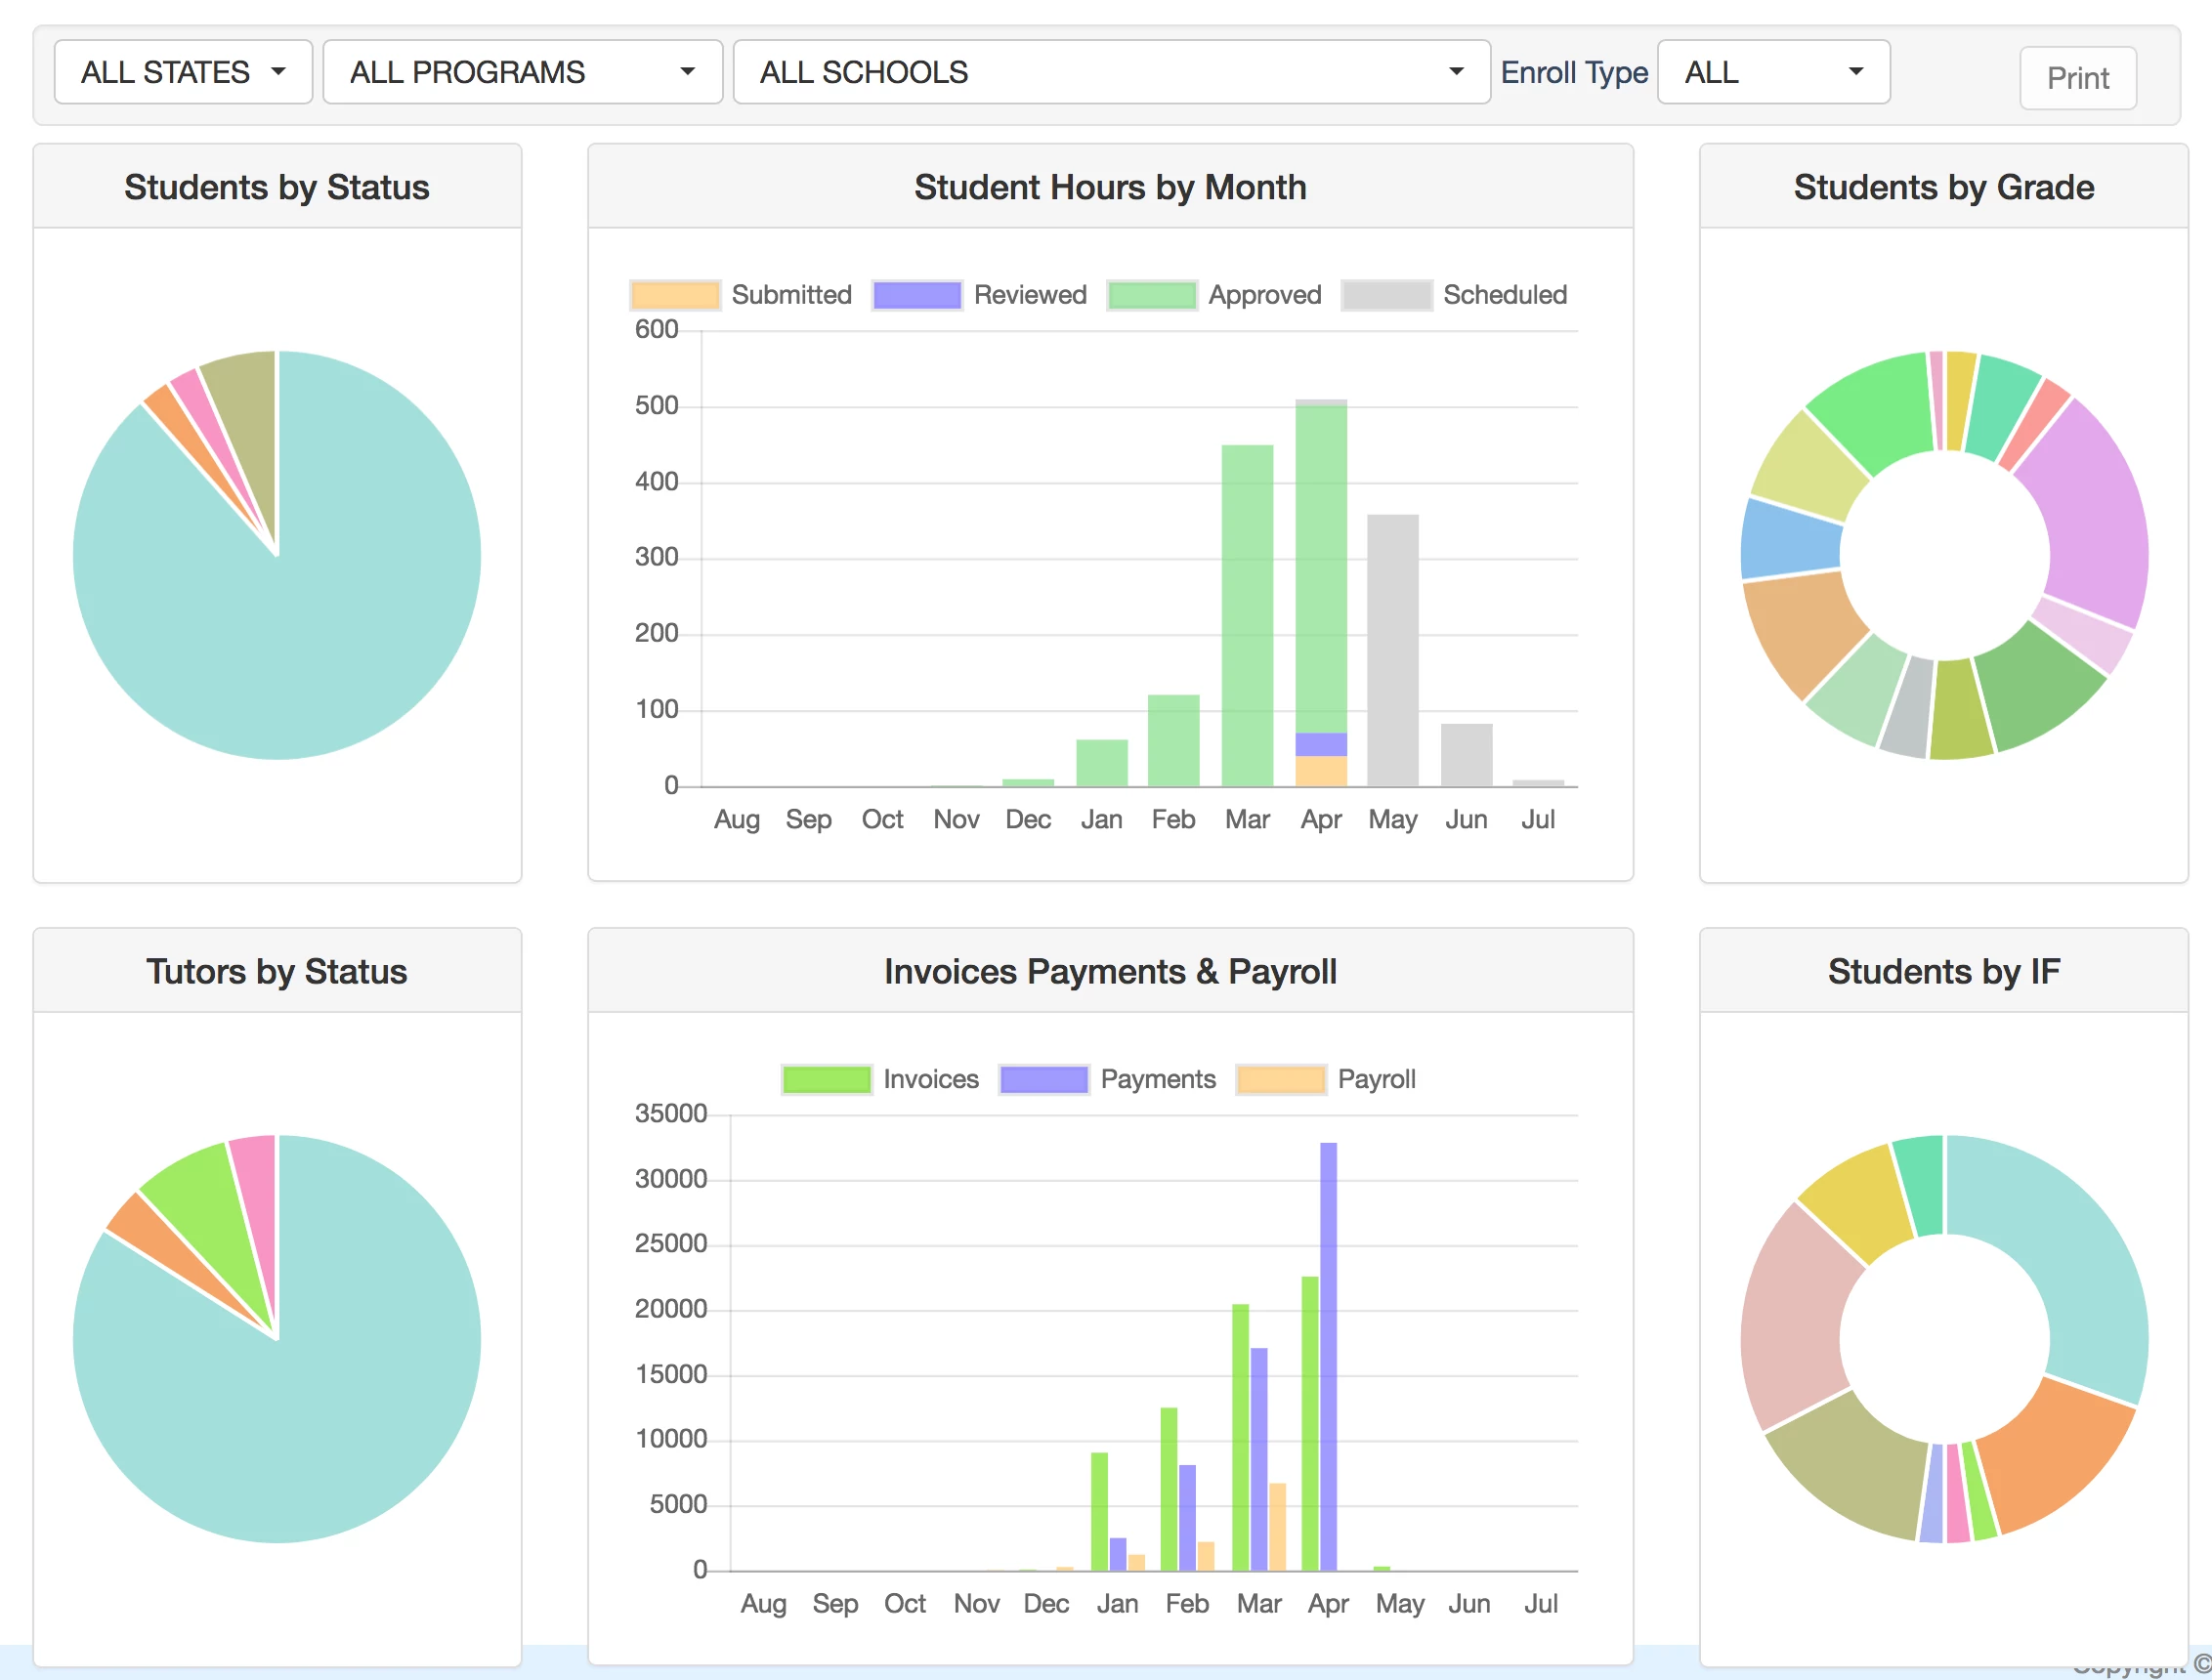 ALL STATES ALL PROGRAMS ALL SCHOOLS Enroll Type ALL Print
Students by Status
Student Hours by Month
Submitted Reviewed Approved Scheduled
600
500
400
300
200
100
0
Aug Sep Oct Nov Dec Jan Feb Mar Apr May Jun Jul
Students by Grade
Tutors by Status
Invoices Payments & Payroll
Invoices Payments Payroll
35000
30000
25000
20000
15000
10000
5000
0
Aug Sep Oct Nov Dec Jan Feb Mar Apr May Jun Jul
Students by IF
Copyright ©